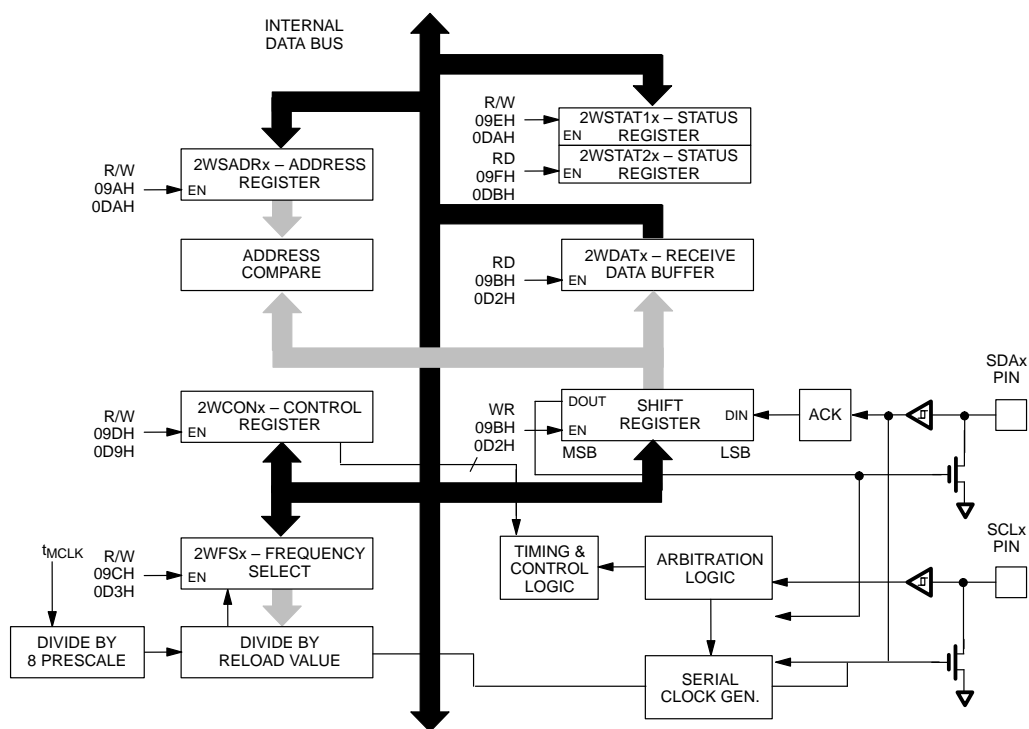 INTERNAL
DATA BUS
R/W
09EH
0DAH
2WSTAT1x – STATUS
REGISTER
EN
RD
09FH
0DBH
2WSTAT2x – STATUS
REGISTER
EN
R/W
09AH
0DAH
2WSADRx – ADDRESS
REGISTER
EN
ADDRESS
COMPARE
RD
09BH
0D2H
2WDATx – RECEIVE
DATA BUFFER
EN
SDAx
PIN
R/W
09DH
0D9H
2WCONx – CONTROL
REGISTER
EN
WR
09BH
0D2H
DOUT
SHIFT
REGISTER
DIN
EN
MSB
LSB
ACK
SCLx
PIN
tMCLK
R/W
09CH
0D3H
2WFSx – FREQUENCY
SELECT
EN
TIMING &
CONTROL
LOGIC
ARBITRATION
LOGIC
DIVIDE BY
8 PRESCALE
DIVIDE BY
RELOAD VALUE
SERIAL
CLOCK GEN.